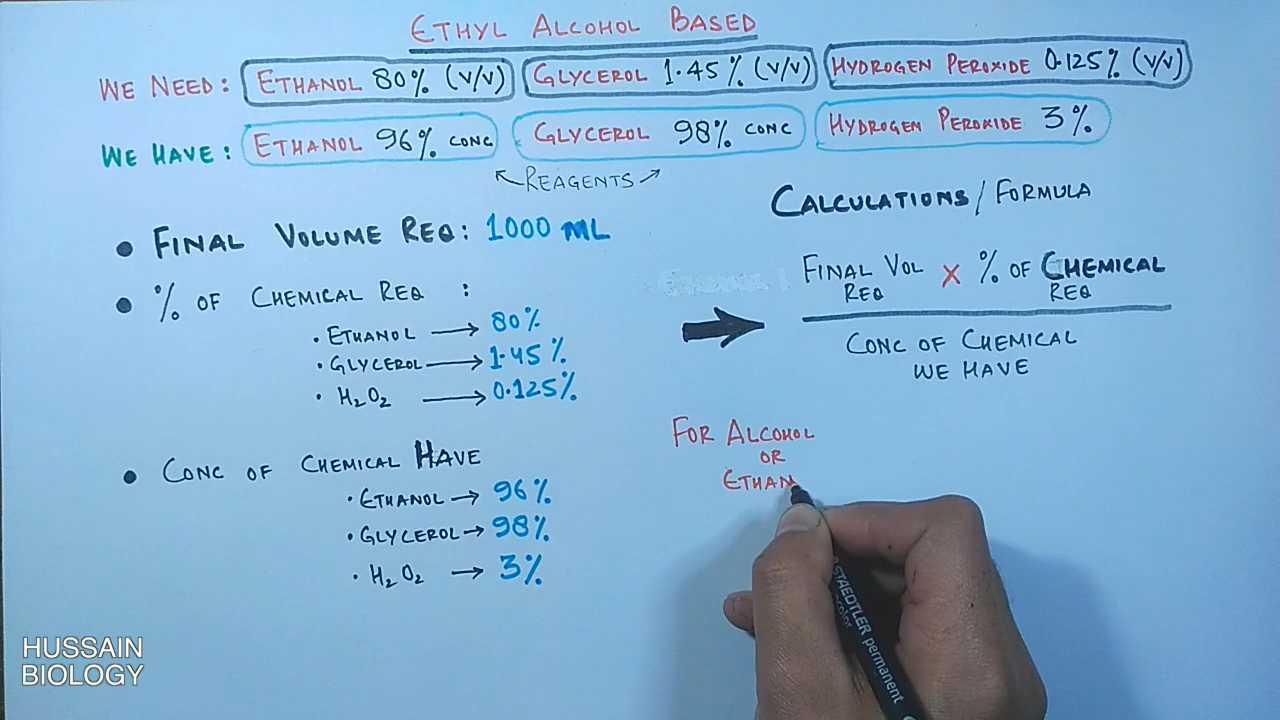 ETHYL ALCOHOL BASED
WE NEED: ETHANOL 80% (V/V) GLYCEROL 1.45% (V/V) HYDROGEN PEROXIDE 0.125% (V/V)
WE HAVE: ETHANOL 96% CONC GLYCEROL 98% CONC HYDROGEN PEROXIDE 3%
REAGENTS
CALCULATIONS/FORMULA
• FINAL VOLUME REQ: 1000 ML
• % OF CHEMICAL REQ :
• ETHANOL → 80%
• GLYCEROL → 1.45%
• H₂O₂ → 0.125%
FINAL VOL REQ X % OF CHEMICAL REQ
CONC OF CHEMICAL
WE HAVE
• CONC OF CHEMICAL HAVE
• ETHANOL → 96%
• GLYCEROL → 98%
• H₂O₂ → 3%
FOR ALCOHOL
OR
ETHAN
STAEDTLER permanent
HUSSAIN
BIOLOGY